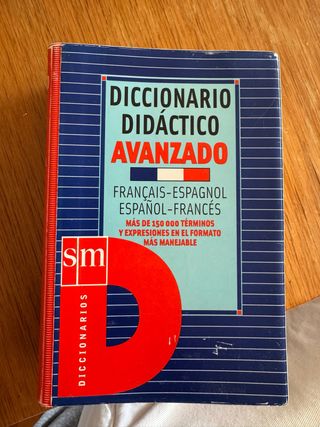 DICCIONARIO
DIDÁCTICO
AVANZADO
FRANÇAIS-ESPAGNOL
ESPAÑOL-FRANCÉS
MÁS DE 150 000 TÉRMINOS
Y EXPRESIONES EN EL FORMATO
MÁS MANEJABLE
sm
DICCIONARIOS